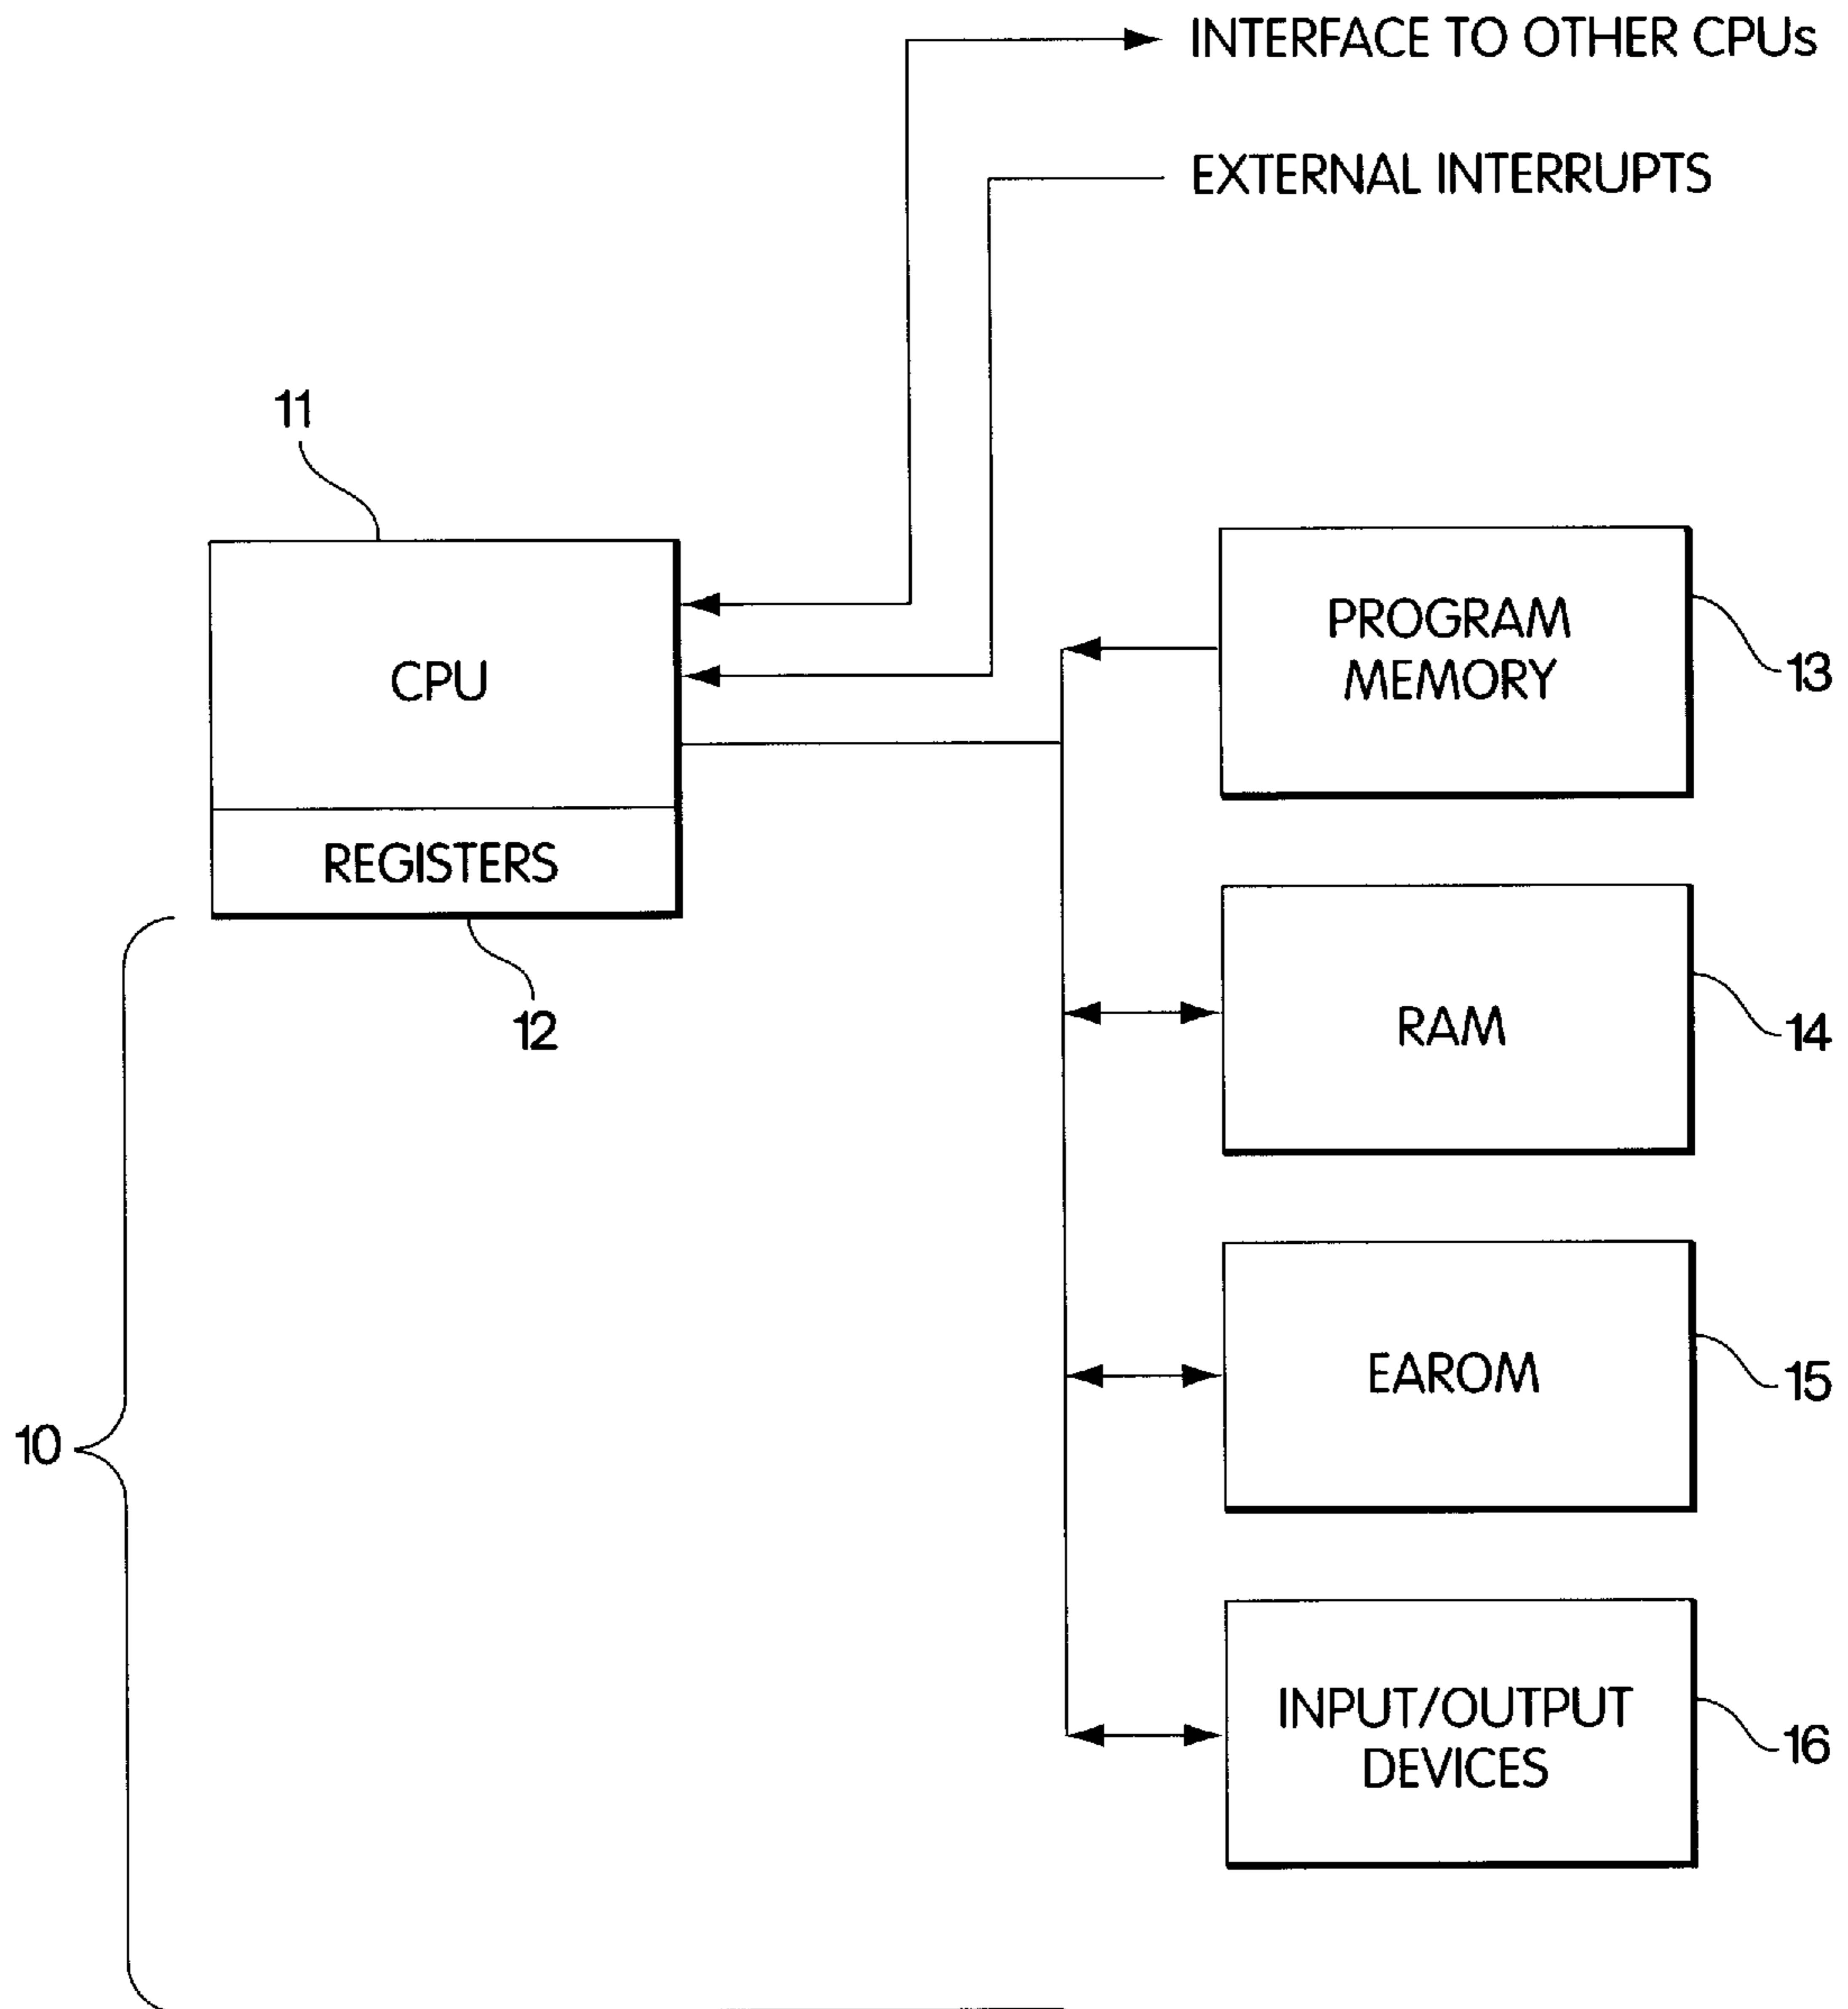 INTERFACE TO OTHER CPUs
EXTERNAL INTERRUPTS
11
CPU
REGISTERS
12
PROGRAM
MEMORY
13
RAM
14
EAROM
15
10
INPUT/OUTPUT
DEVICES
16